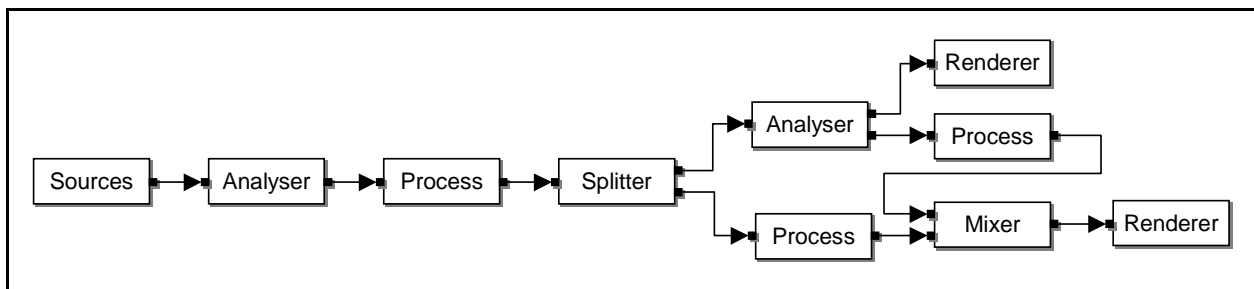 Sources
Analyser
Process
Splitter
Analyser
Renderer
Process
Process
Mixer
Renderer